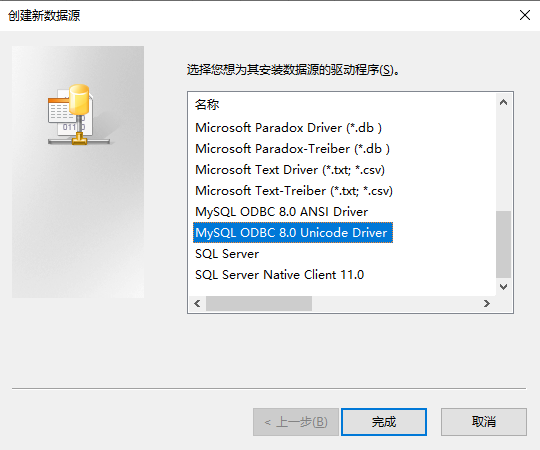 创建新数据源
选择您想为其安装数据源的驱动程序(S)。
名称
Microsoft Paradox Driver (*.db )
Microsoft Paradox-Treiber (*.db )
Microsoft Text Driver (*.txt; *.csv)
Microsoft Text-Treiber (*.txt; *.csv)
MySQL ODBC 8.0 ANSI Driver
MySQL ODBC 8.0 Unicode Driver
SQL Server
SQL Server Native Client 11.0
< 上一步(B)
完成
取消